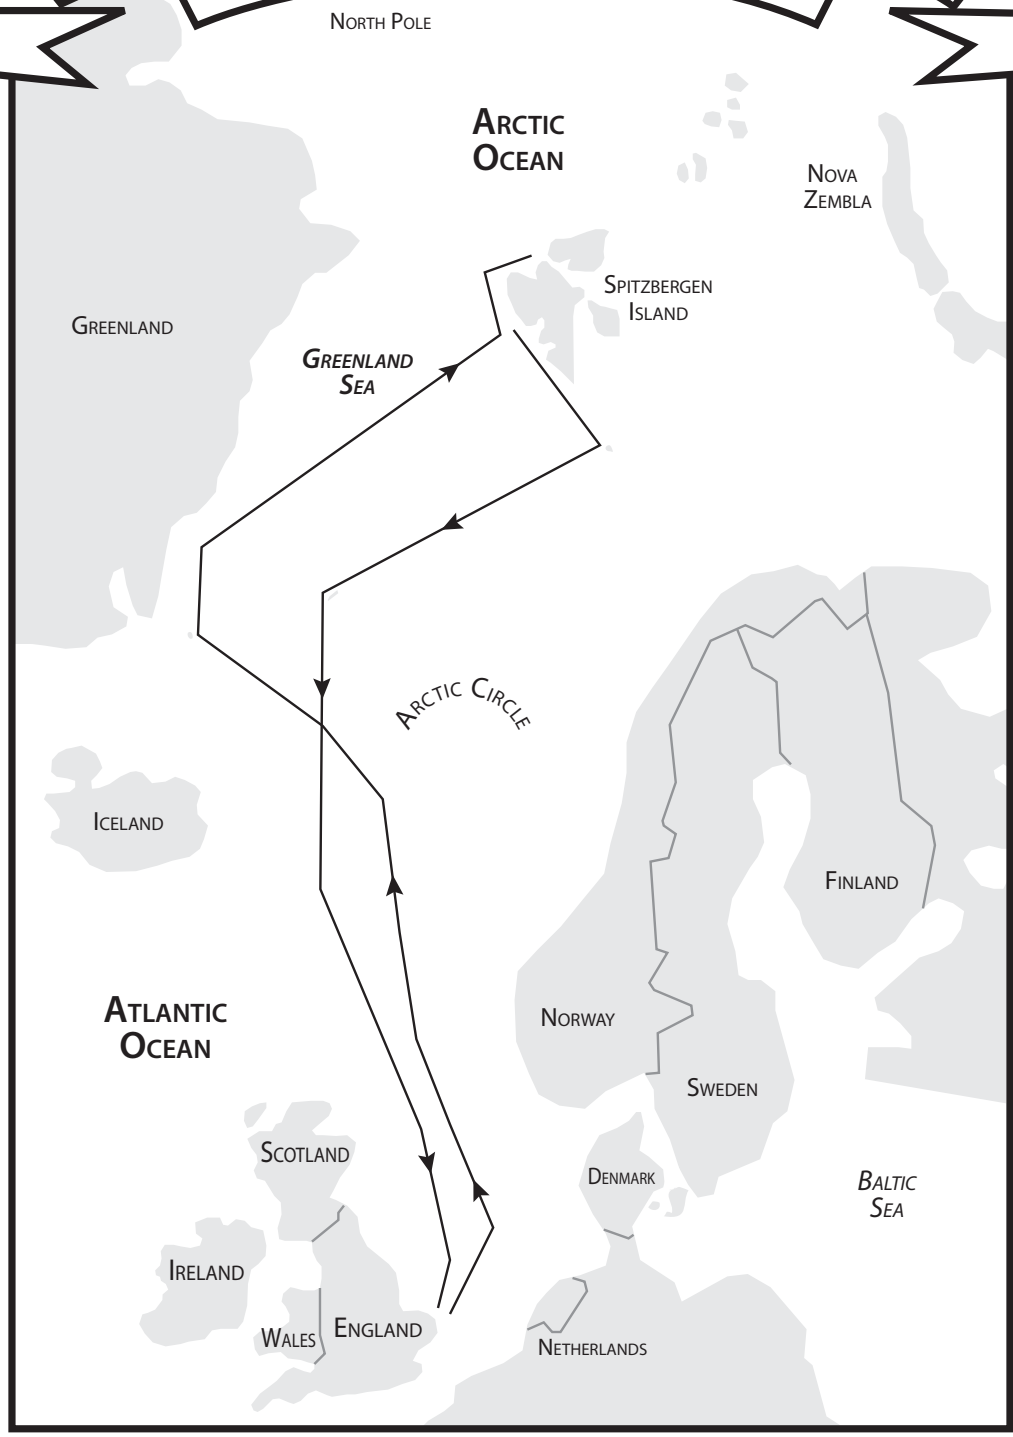 North Pole
Arctic
Ocean
Nova
Zembla
Spitzbergen
Island
Greenland
Greenland
Sea
Arctic Circle
Iceland
Finland
Atlantic
Ocean
Norway
Sweden
Scotland
Denmark
Baltic
Sea
Ireland
England
Wales
Netherlands